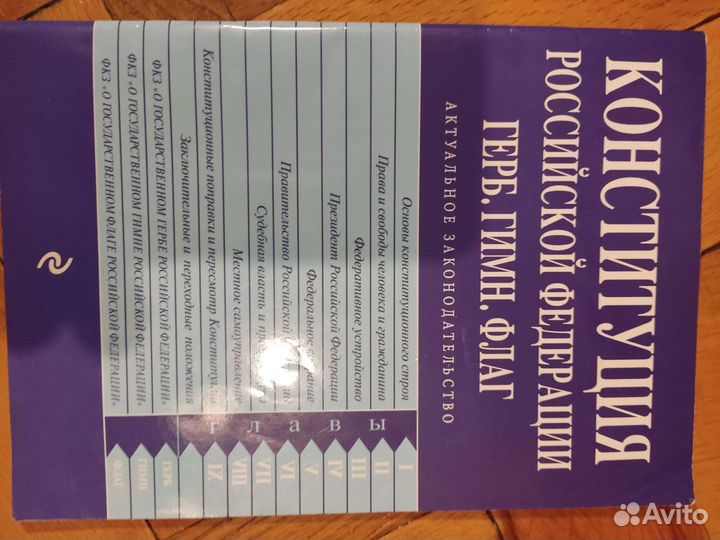 КОНСТИТУЦИЯ
РОССИЙСКОЙ ФЕДЕРАЦИИ
ГЕРБ. ГИМН. ФЛАГ
АКТУАЛЬНОЕ ЗАКОНОДАТЕЛЬСТВО
главы
Основы конституционного строя I
Права и свободы человека и гражданина II
Федеративное устройство III
Президент Российской Федерации IV
Федеральное V
Правительство Российской VI
Судебная власть и VII
Местное самоуправление VIII
Конституционные поправки и пересмотр Конституции IX
Заключительные и переходные положения
ФКЗ «О ГОСУДАРСТВЕННОМ ГЕРБЕ РОССИЙСКОЙ ФЕДЕРАЦИИ» ГЕРБ
ФКЗ «О ГОСУДАРСТВЕННОМ ГИМНЕ РОССИЙСКОЙ ФЕДЕРАЦИИ» ГИМН
ФКЗ «О ГОСУДАРСТВЕННОМ ФЛАГЕ РОССИЙСКОЙ ФЕДЕРАЦИИ» ФЛАГ
Avito